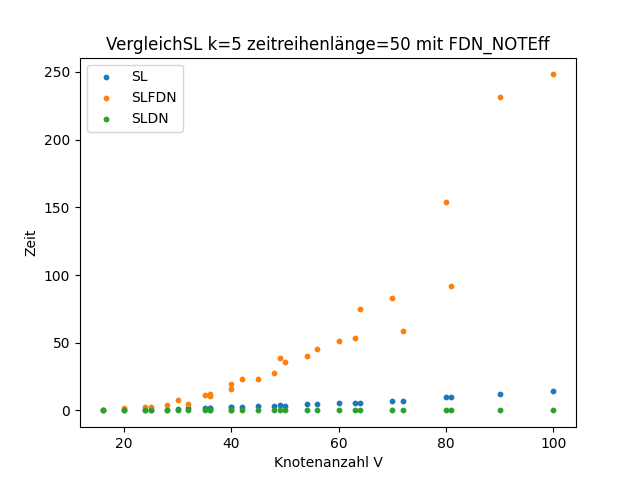 VergleichSL k=5 zeitreihenlänge=50 mit FDN_NOTEff
250
200
150
100
50
0
Zeit
SL
SLFDN
SLDN
20
40
60
80
100
Knotenanzahl V